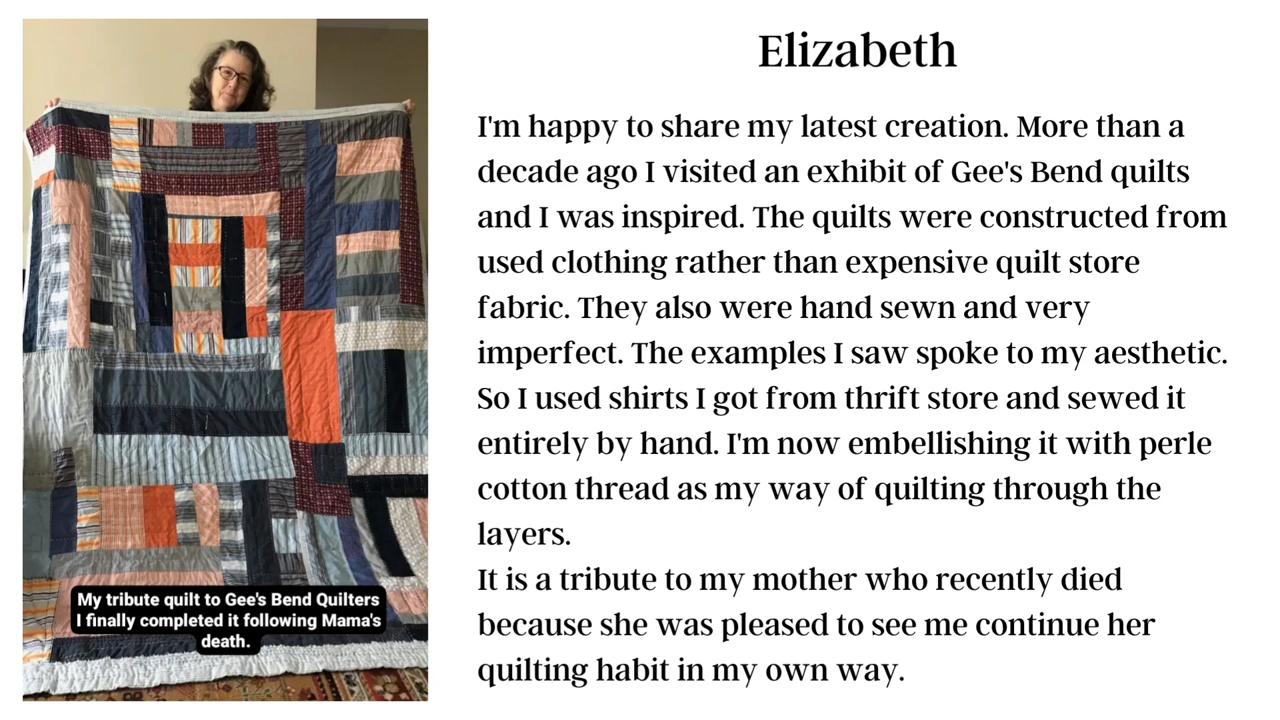 Elizabeth
I'm happy to share my latest creation. More than a
decade ago I visited an exhibit of Gee's Bend quilts
and I was inspired. The quilts were constructed from
used clothing rather than expensive quilt store
fabric. They also were hand sewn and very
imperfect. The examples I saw spoke to my aesthetic.
So I used shirts I got from thrift store and sewed it
entirely by hand. I'm now embellishing it with perle
cotton thread as my way of quilting through the
layers.
It is a tribute to my mother who recently died
because she was pleased to see me continue her
quilting habit in my own way.
My tribute quilt to Gee's Bend Quilters
I finally completed it following Mama's
death.